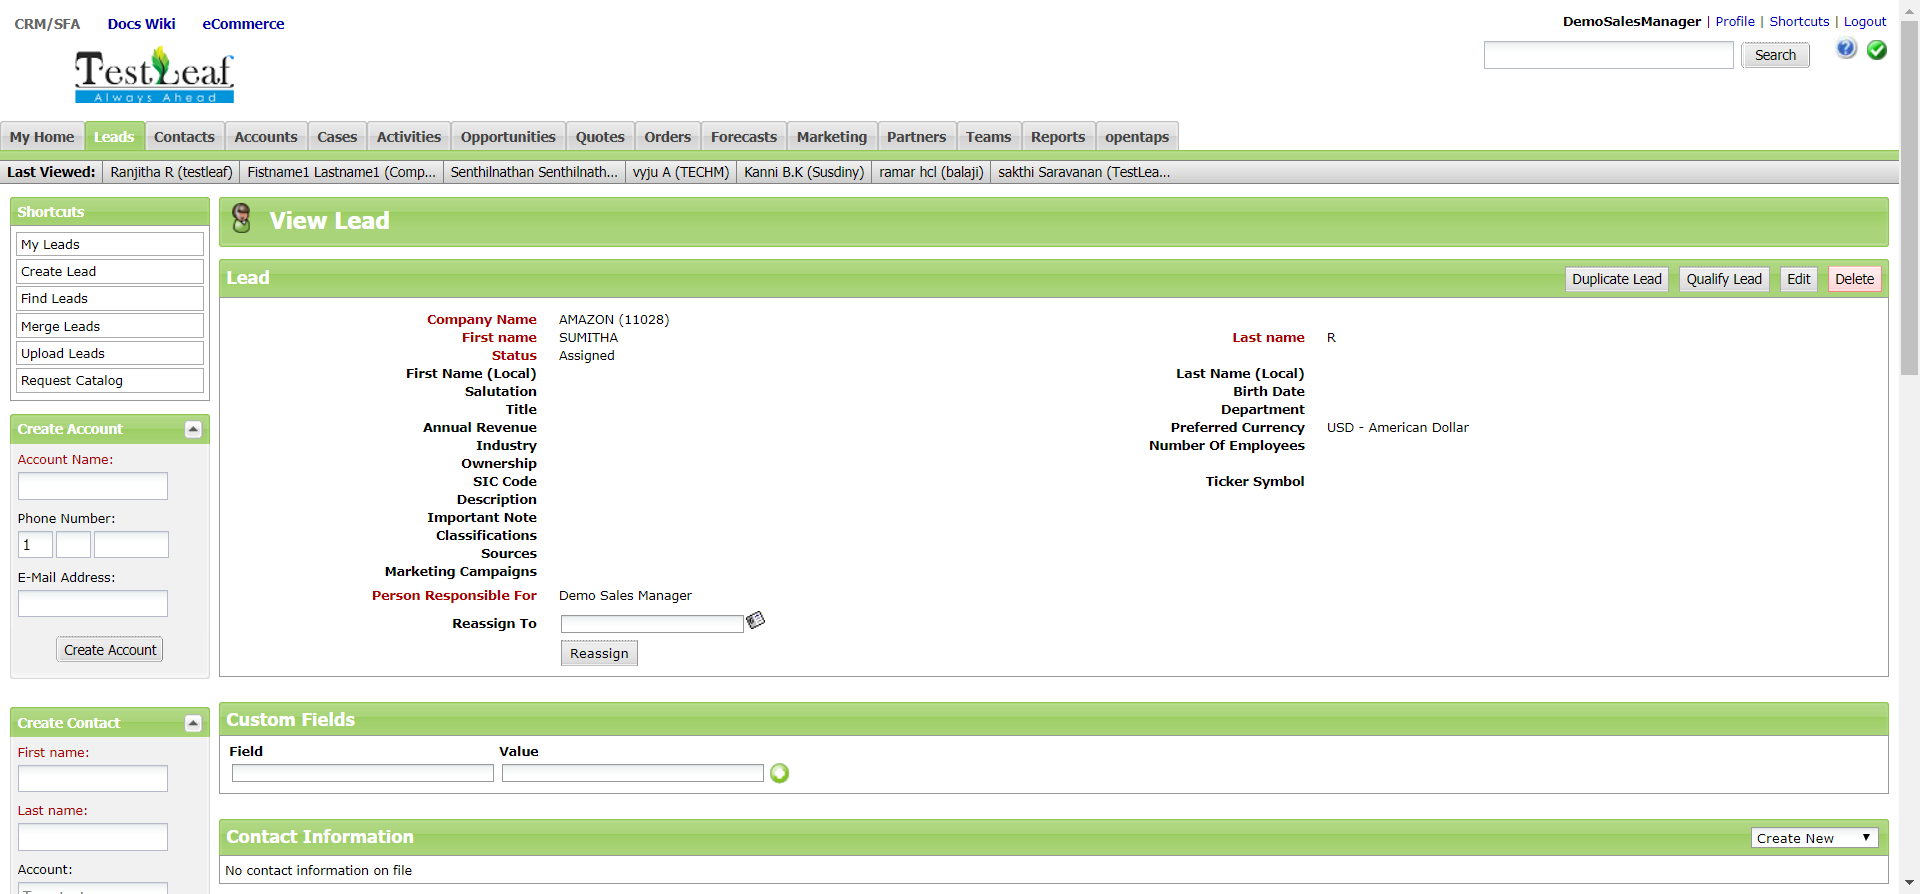 CRM/SFA Docs Wiki eCommerce
DemoSalesManager | Profile | Shortcuts | Logout
TestLeaf
Always Ahead
Search
My Home Leads Contacts Accounts Cases Activities Opportunities Quotes Orders Forecasts Marketing Partners Teams Reports opentaps
Last Viewed: Ranjitha R (testleaf) Fistname1 Lastname1 (Comp... Senthilnathan Senthilnath... vyju A (TECHM) Kanni B.K (Susdiny) ramar hcl (balaji) sakthi Saravanan (TestLea...
Shortcuts
My Leads
Create Lead
Find Leads
Merge Leads
Upload Leads
Request Catalog
Create Account
Account Name:
Phone Number:
1
E-Mail Address:
Create Account
Create Contact
First name:
Last name:
Account:
View Lead
Lead Duplicate Lead Qualify Lead Edit Delete
Company Name AMAZON (11028)
First name SUMITHA Last name R
Status Assigned
First Name (Local) Last Name (Local)
Salutation Birth Date
Title Department
Annual Revenue Preferred Currency USD - American Dollar
Industry Number Of Employees
Ownership
SIC Code Ticker Symbol
Description
Important Note
Classifications
Sources
Marketing Campaigns
Person Responsible For Demo Sales Manager
Reassign To
Reassign
Custom Fields
Field Value
Contact Information Create New
No contact information on file